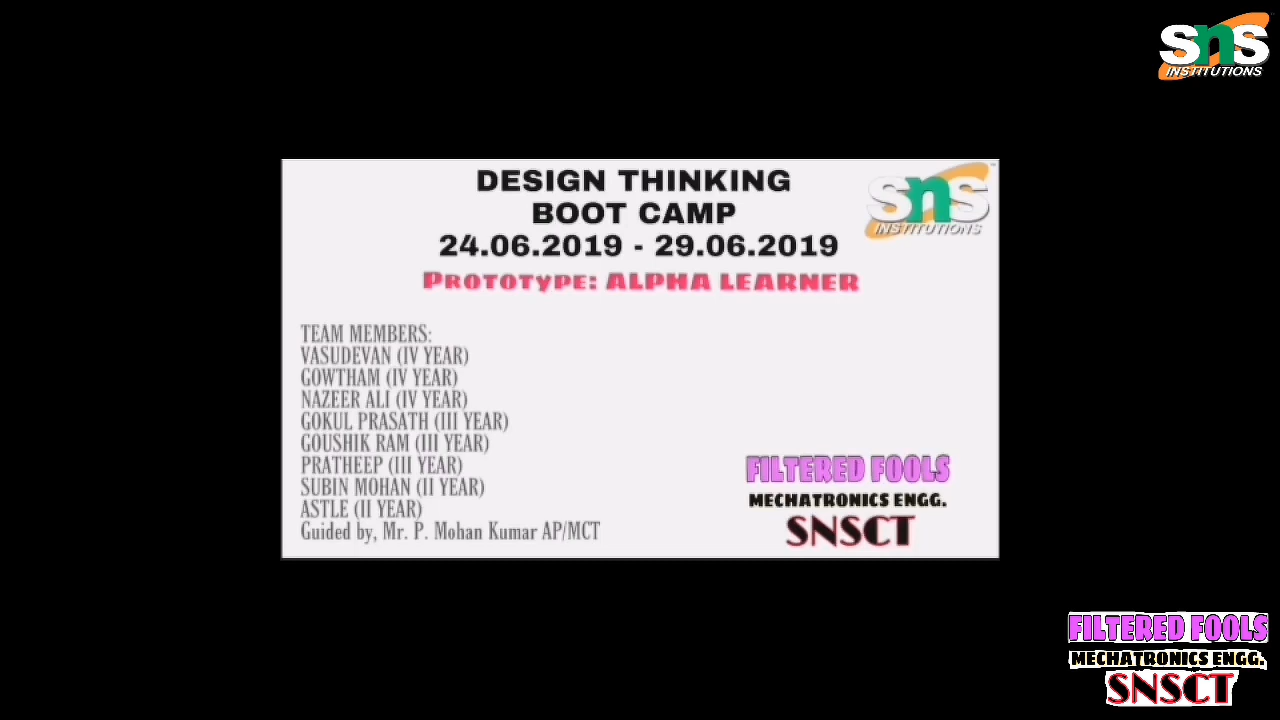 SNS
INSTITUTIONS
DESIGN THINKING
BOOT CAMP
24.06.2019 - 29.06.2019
PROTOTYPE: ALPHA LEARNER
SNS
INSTITUTIONS
TEAM MEMBERS:
VASUDEVAN (IV YEAR)
GOWTHAM (IV YEAR)
NAZEER ALI (IV YEAR)
GOKUL PRASATH (III YEAR)
GOUSHIK RAM (III YEAR)
PRATHEEP (III YEAR)
SUBIN MOHAN (II YEAR)
ASTLE (II YEAR)
Guided by, Mr. P. Mohan Kumar AP/MCT
FILTERED FOOLS
MECHATRONICS ENGG.
SNSCT
FILTERED FOOLS
MECHATRONICS ENGG.
SNSCT